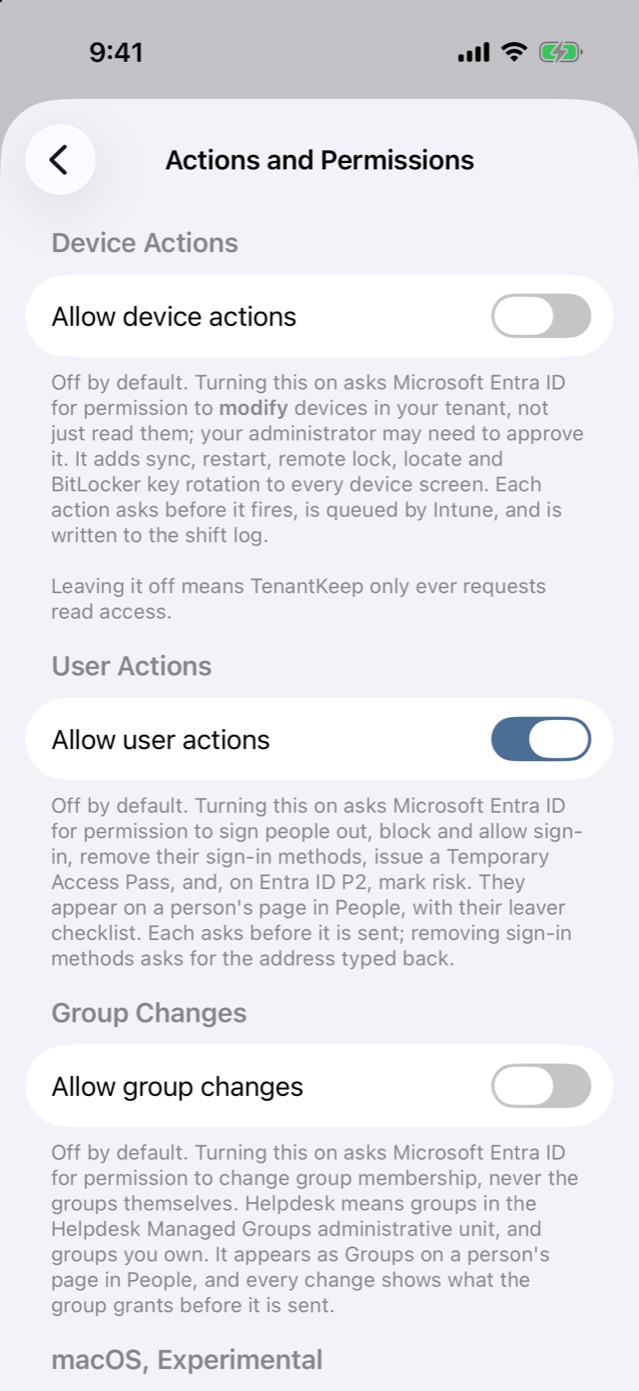 9:41
Actions and Permissions
Device Actions
Allow device actions
Off by default. Turning this on asks Microsoft Entra ID
for permission to modify devices in your tenant, not
just read them; your administrator may need to approve
it. It adds sync, restart, remote lock, locate and
BitLocker key rotation to every device screen. Each
action asks before it fires, is queued by Intune, and is
written to the shift log.
Leaving it off means TenantKeep only ever requests
read access.
User Actions
Allow user actions
Off by default. Turning this on asks Microsoft Entra ID
for permission to sign people out, block and allow sign-
in, remove their sign-in methods, issue a Temporary
Access Pass, and, on Entra ID P2, mark risk. They
appear on a person's page in People, with their leaver
checklist. Each asks before it is sent; removing sign-in
methods asks for the address typed back.
Group Changes
Allow group changes
Off by default. Turning this on asks Microsoft Entra ID
for permission to change group membership, never the
groups themselves. Helpdesk means groups in the
Helpdesk Managed Groups administrative unit, and
groups you own. It appears as Groups on a person's
page in People, and every change shows what the
group grants before it is sent.
macOS, Experimental